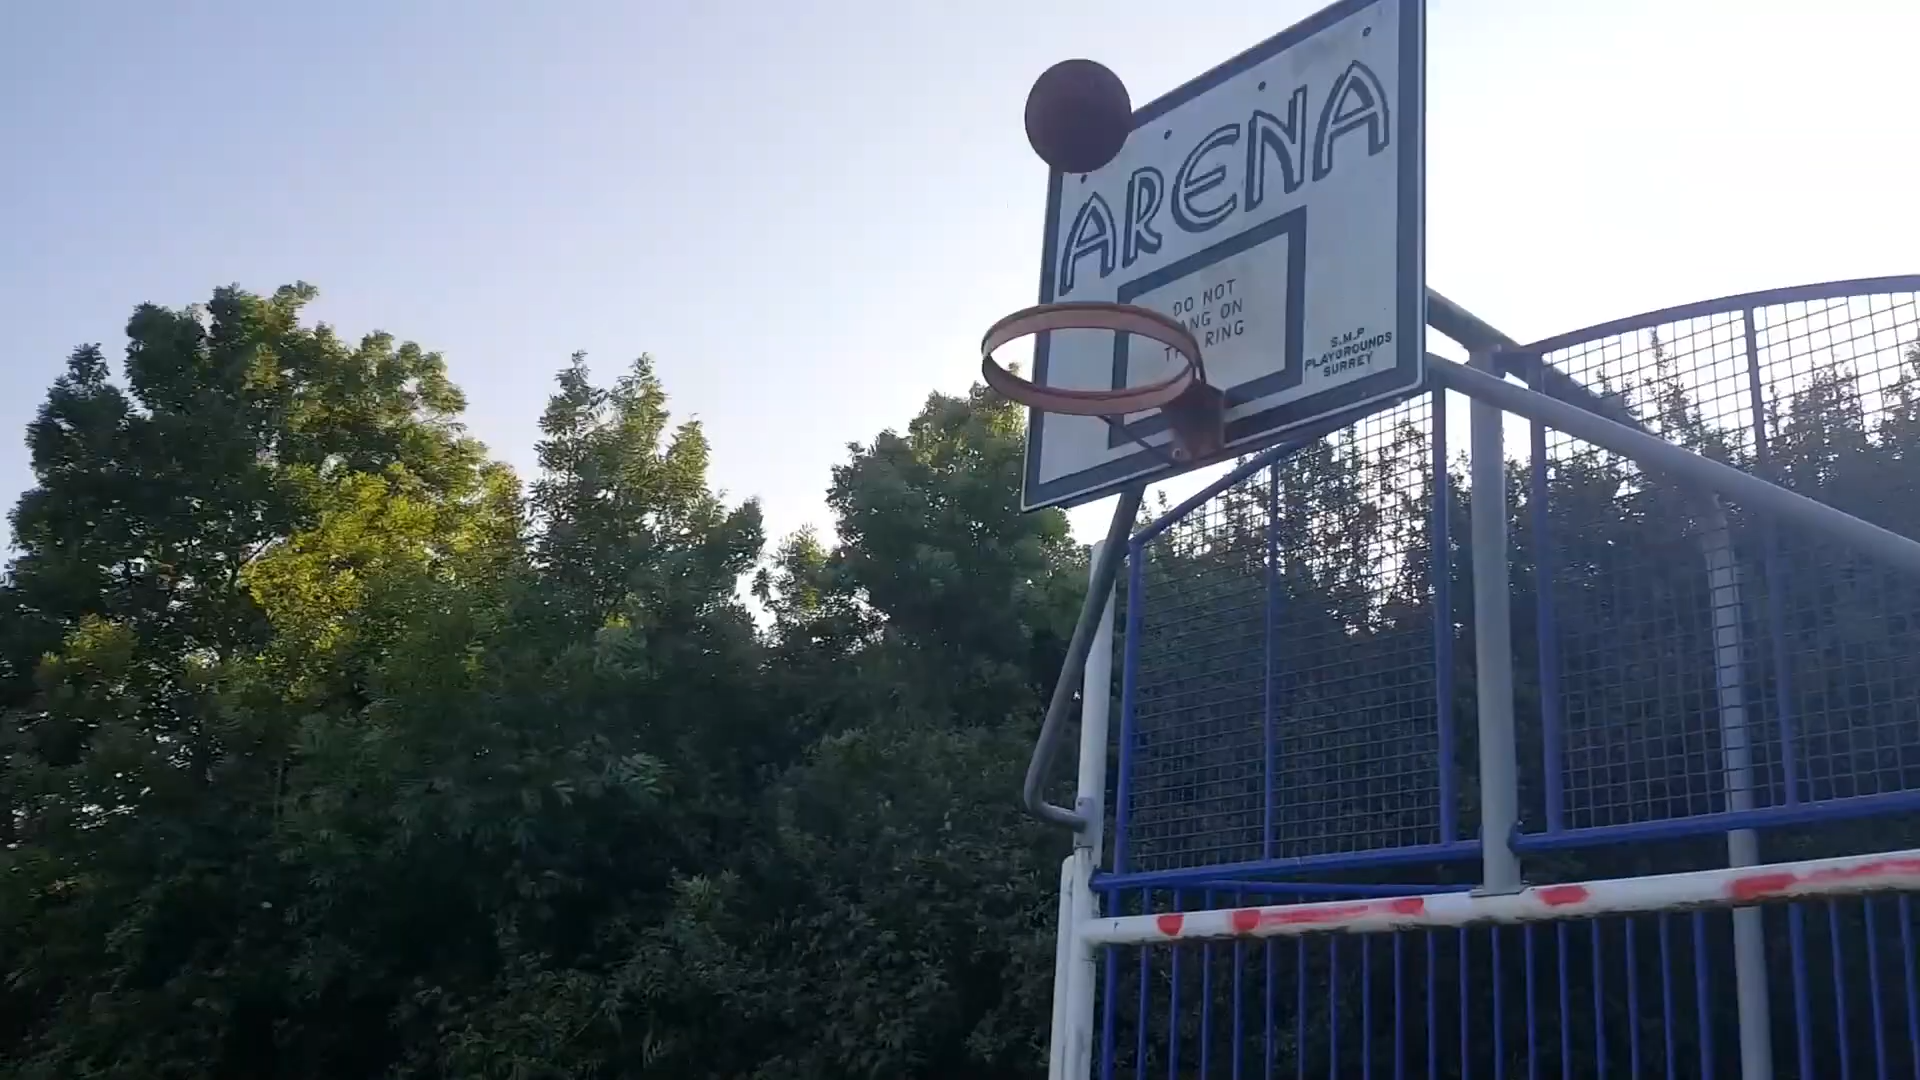 ARENA
DO NOT
ANG ON
RING
S.M.P
PLAYGROUNDS
SURREY